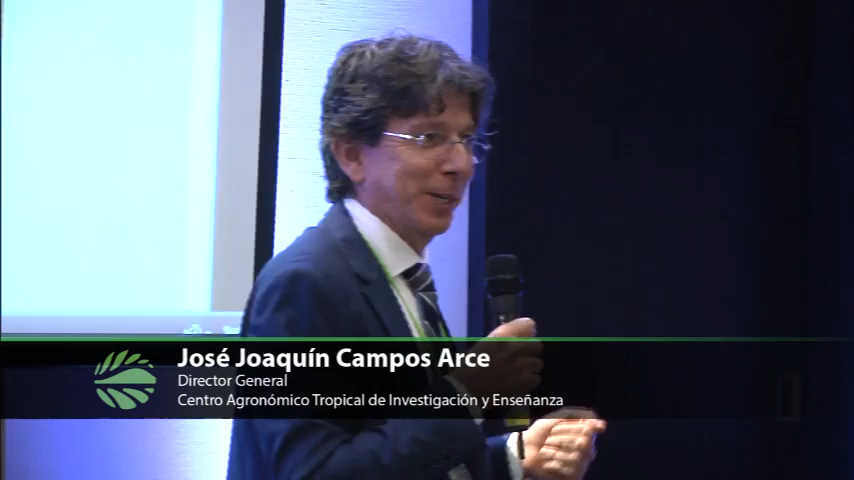 José Joaquín Campos Arce
Director General
Centro Agronómico Tropical de Investigación y Enseñanza